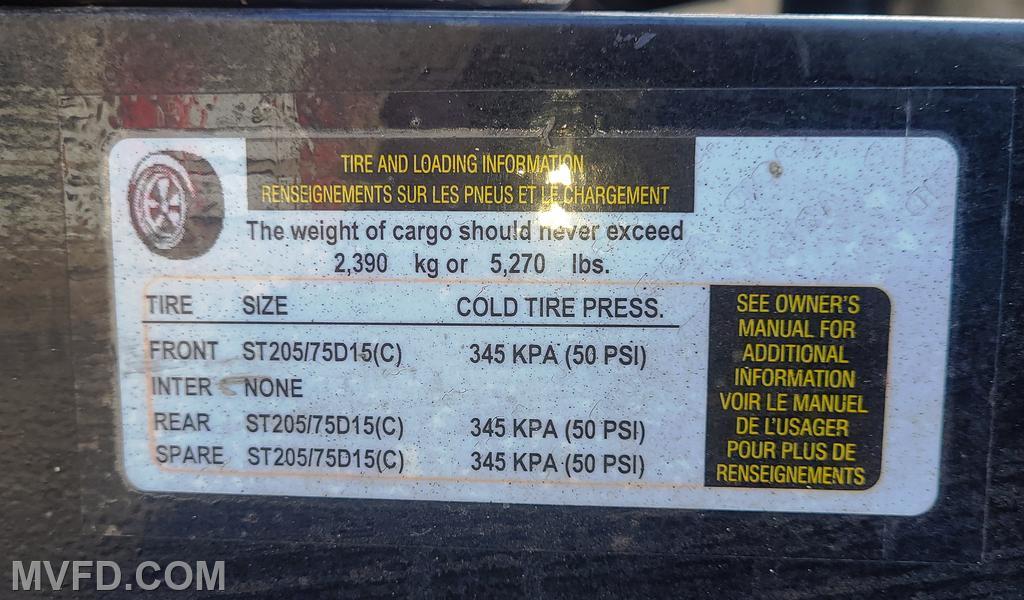 TIRE AND LOADING INFORMATION
RENSEIGNEMENTS SUR LES PNEUS ET LE CHARGEMENT
The weight of cargo should never exceed
2,390 kg or 5,270 lbs.
TIRE SIZE COLD TIRE PRESS.
FRONT ST205/75D15(C) 345 KPA (50 PSI)
INTER NONE
REAR ST205/75D15(C) 345 KPA (50 PSI)
SPARE ST205/75D15(C) 345 KPA (50 PSI)
SEE OWNER'S
MANUAL FOR
ADDITIONAL
INFORMATION
VOIR LE MANUEL
DE L'USAGER
POUR PLUS DE
RENSEIGNEMENTS
MVFD.COM